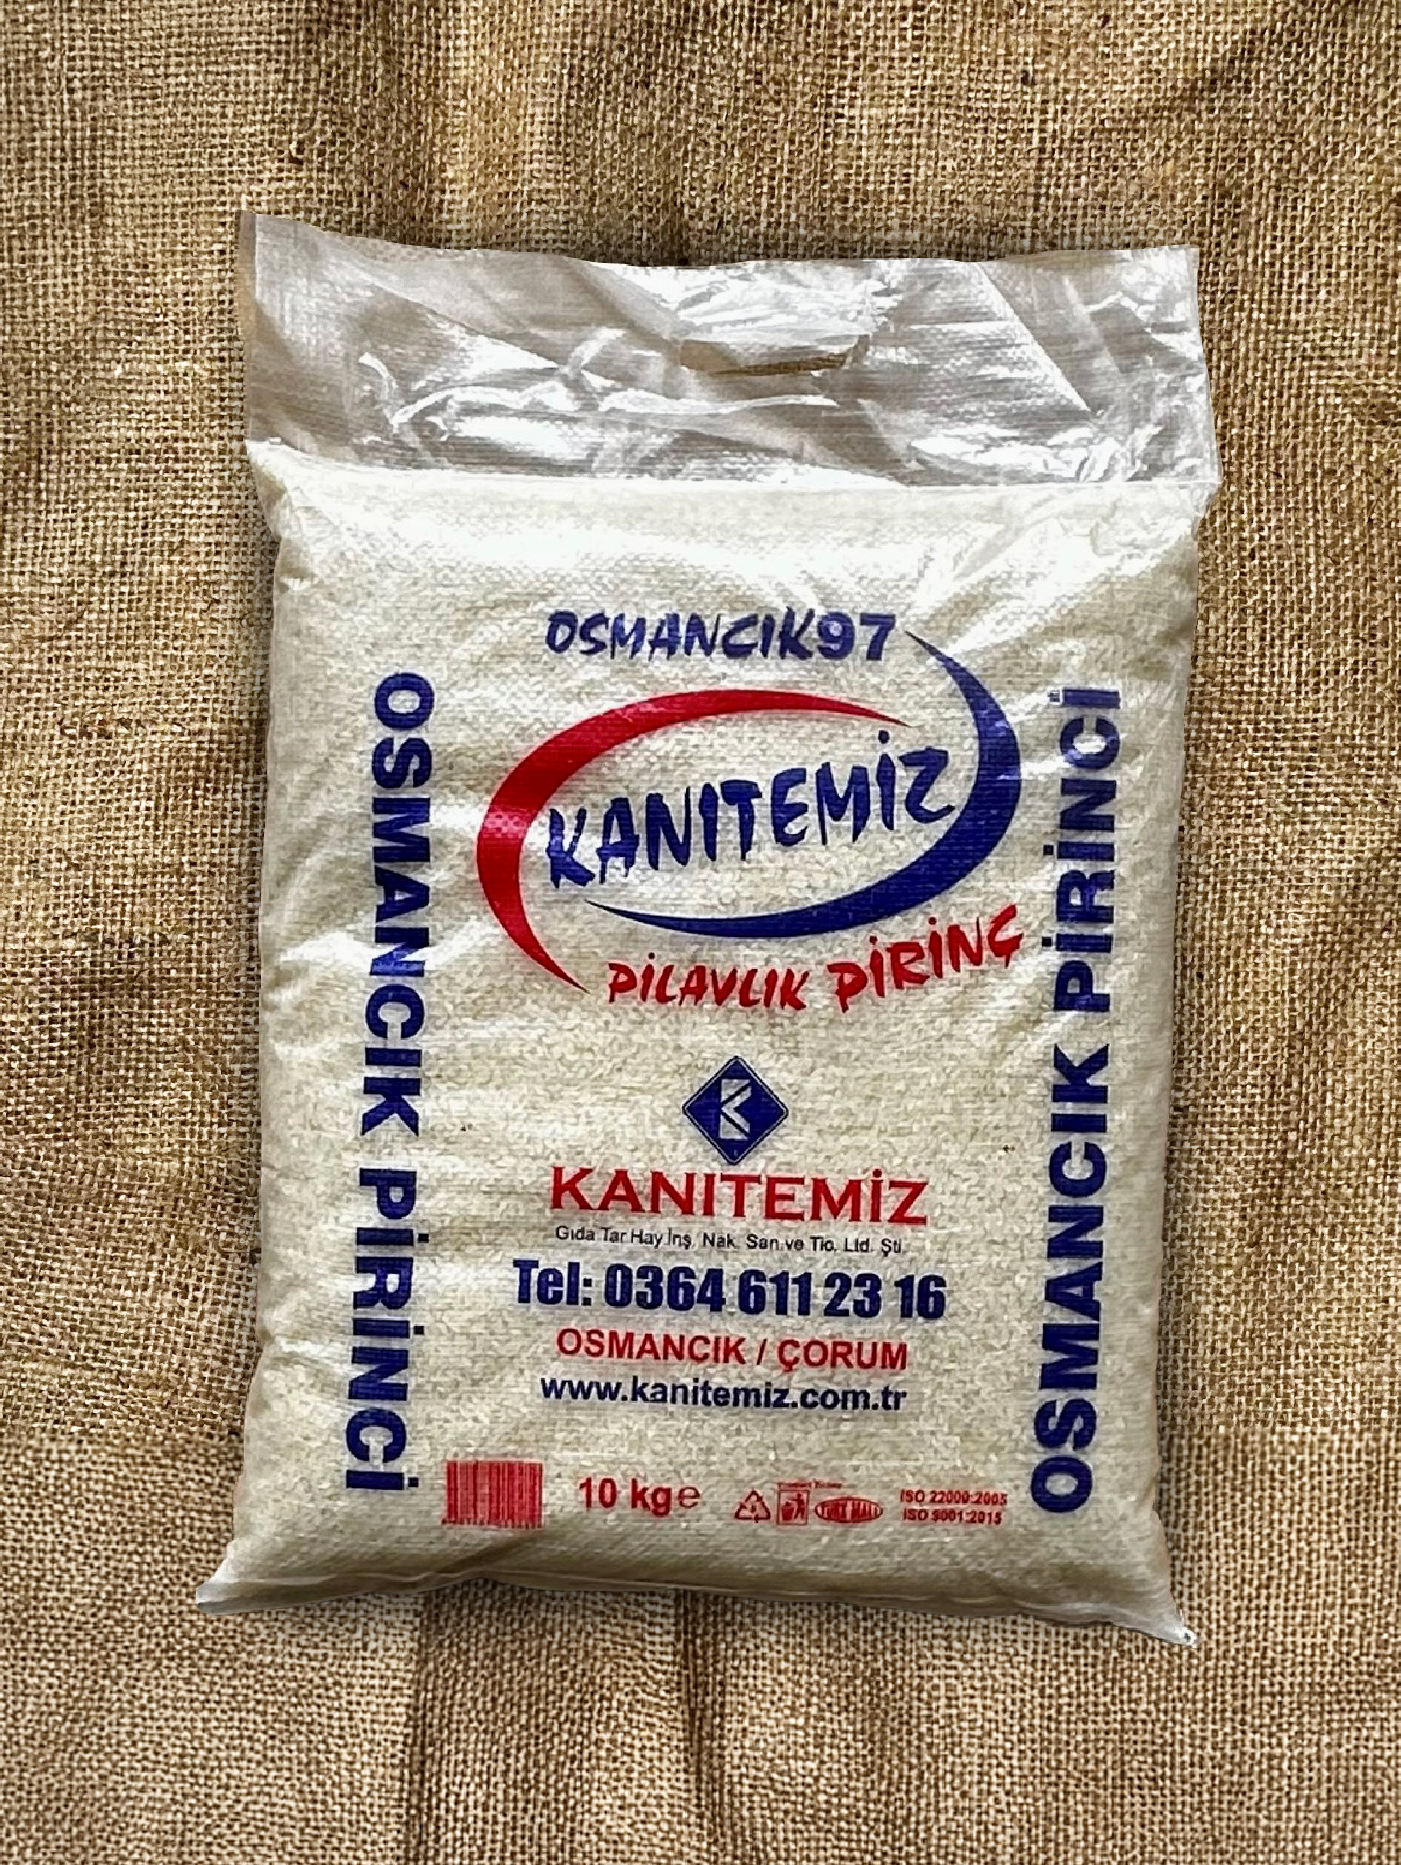 OSMANCIK97
KANITEMİZ
PİLAVLIK PİRİNÇ
OSMANCIK PİRİNCİ
OSMANCIK PİRİNCİ
KANITEMİZ
Gıda Tar Hay İnş. Nak. San.ve Tic. Ltd. Şti.
Tel: 0364 611 23 16
OSMANCIK / ÇORUM
www.kanitemiz.com.tr
10 kg e
TÜRK MALI
ISO 22000:2005
ISO 9001:2015